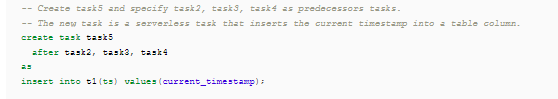 -- Create task5 and specify task2, task3, task4 as predecessors tasks.
-- The new task is a serverless task that inserts the current timestamp into a table column.
create task task5
after task2, task3, task4
as
insert into t1(ts) values(current_timestamp);